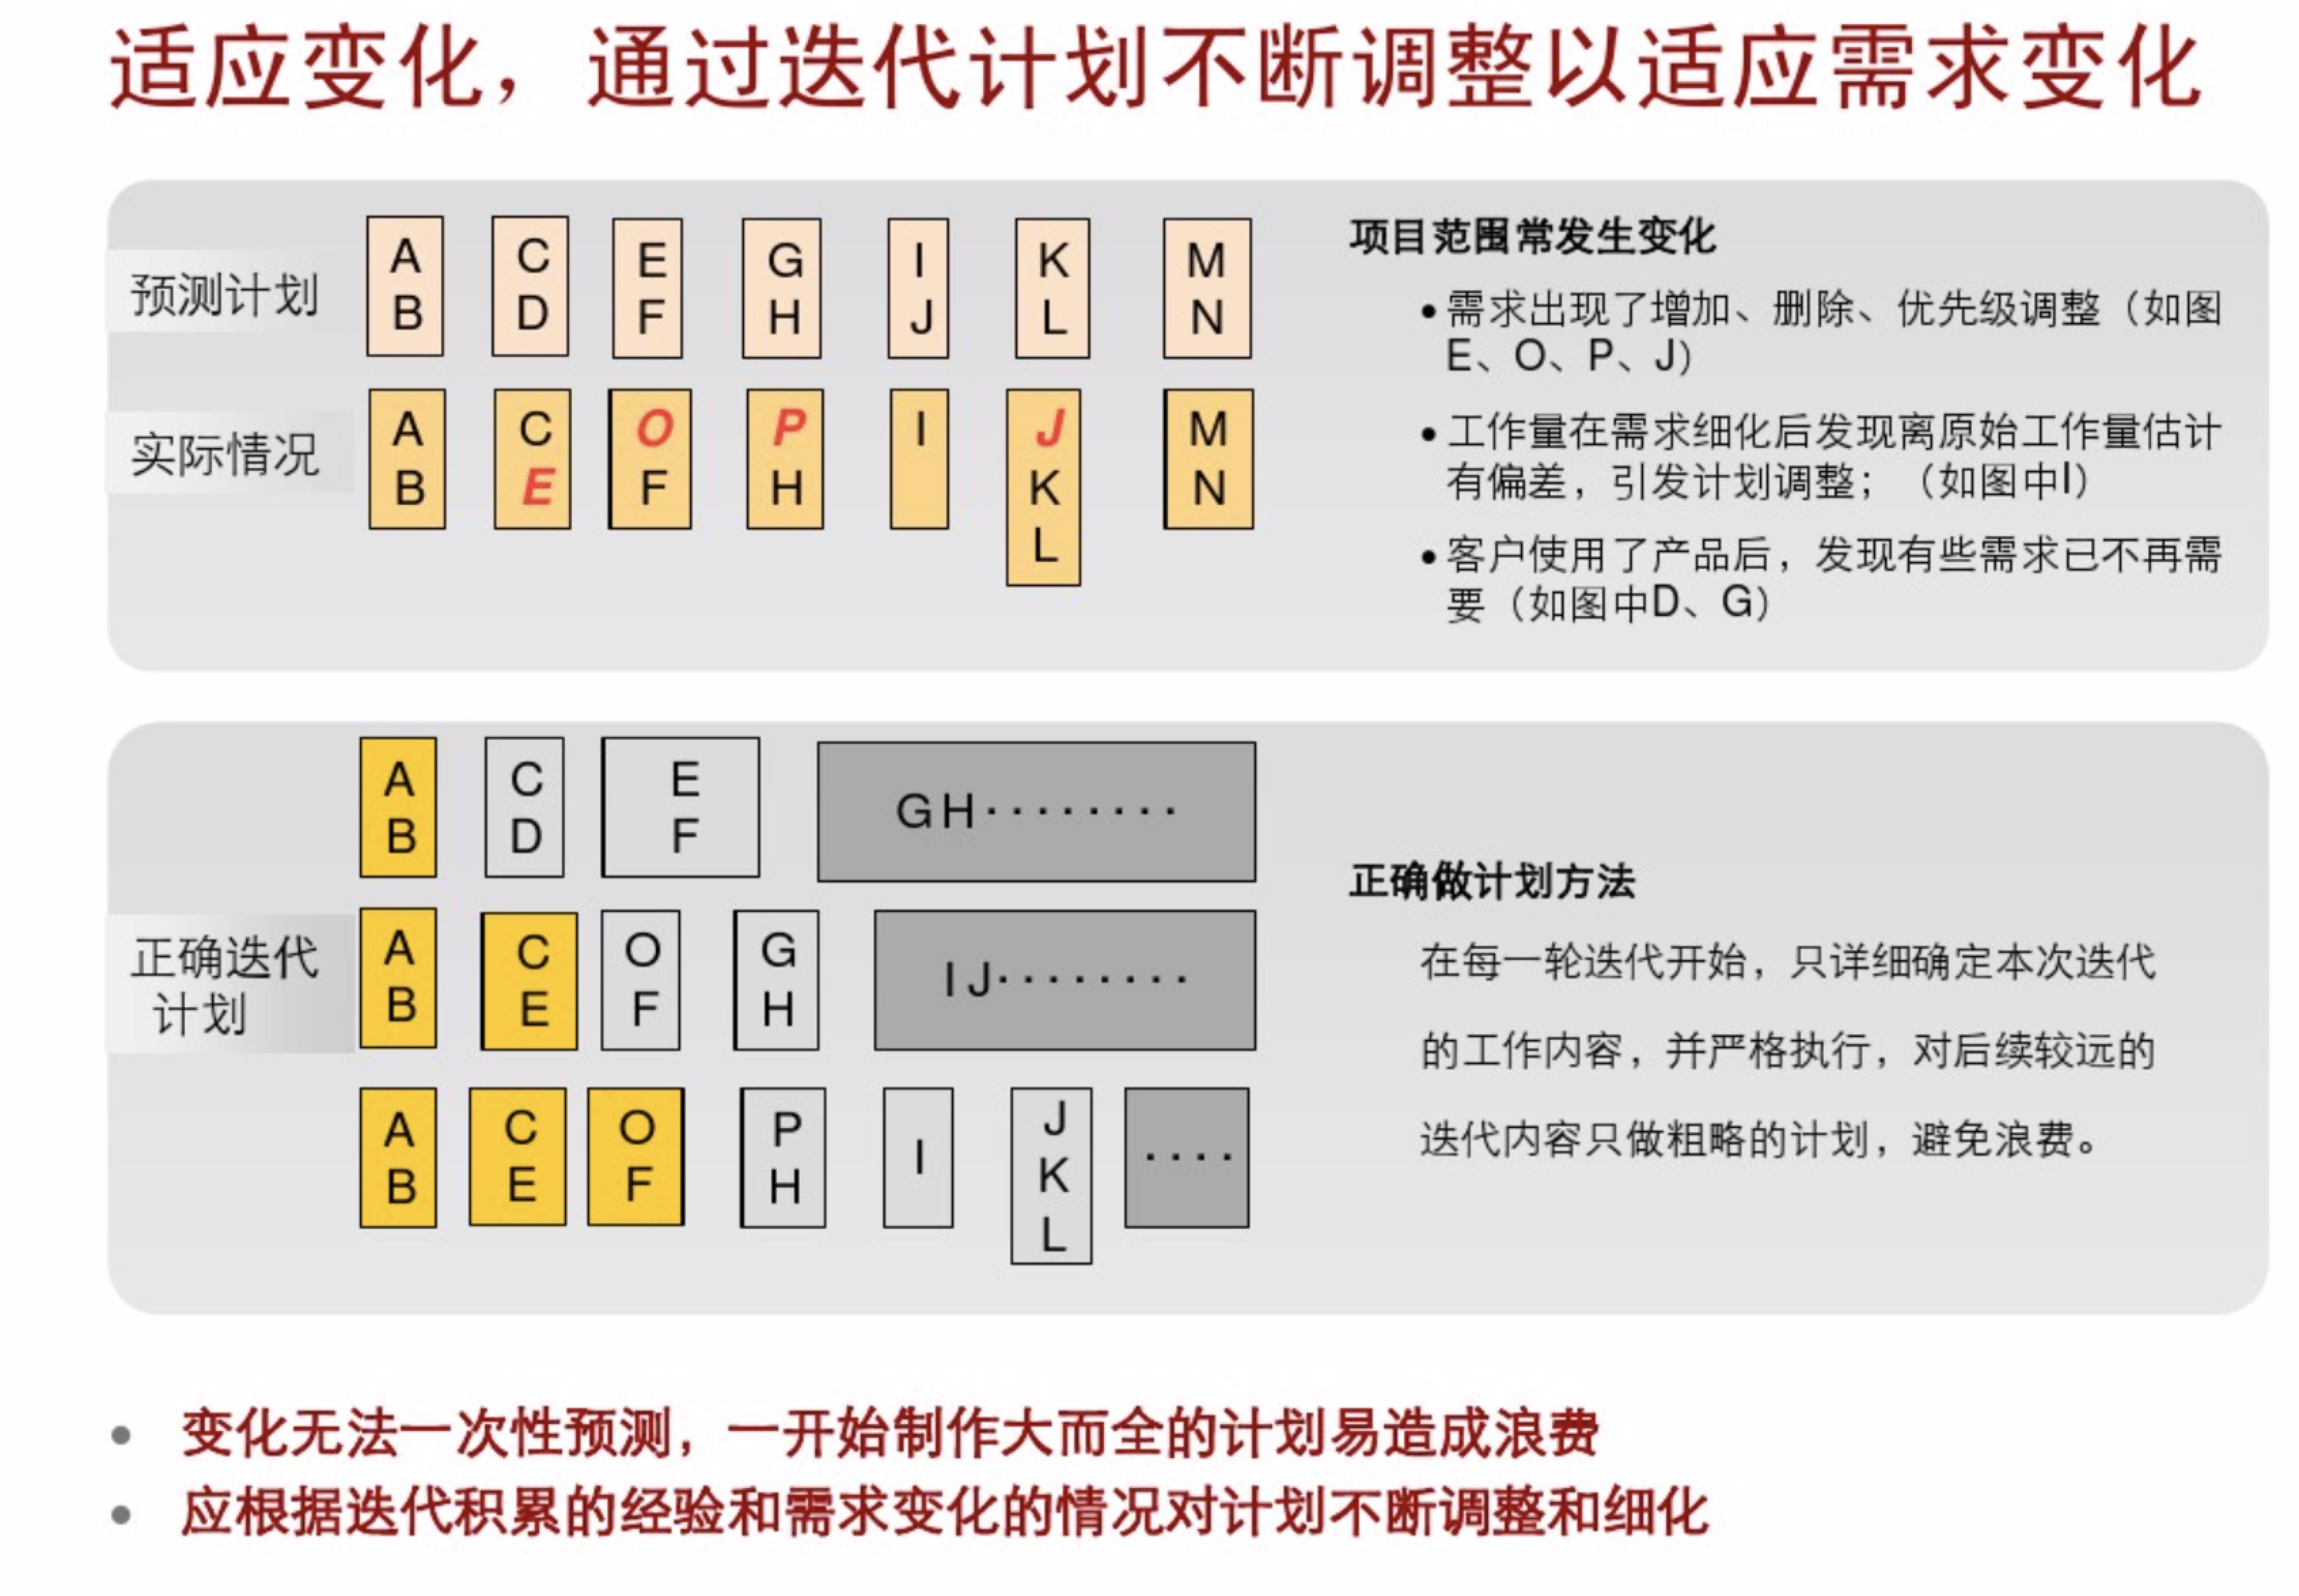 适应变化，通过迭代计划不断调整以适应需求变化
预测计划
A
B
C
D
E
F
G
H
I
J
K
L
M
N
实际情况
A
B
C
E
O
F
P
H
I
J
K
L
M
N
项目范围常发生变化
•需求出现了增加、删除、优先级调整（如图
E、O、P、J）
•工作量在需求细化后发现离原始工作量估计
有偏差，引发计划调整；（如图中I）
•客户使用了产品后，发现有些需求已不再需
要（如图中D、G）
正确迭代
计划
A
B
C
D
E
F
GH········
A
B
C
E
O
F
G
H
IJ········
A
B
C
E
O
F
P
H
I
J
K
L
····
正确做计划方法
在每一轮迭代开始，只详细确定本次迭代
的工作内容，并严格执行，对后续较远的
迭代内容只做粗略的计划，避免浪费。
• 变化无法一次性预测，一开始制作大而全的计划易造成浪费
• 应根据迭代积累的经验和需求变化的情况对计划不断调整和细化